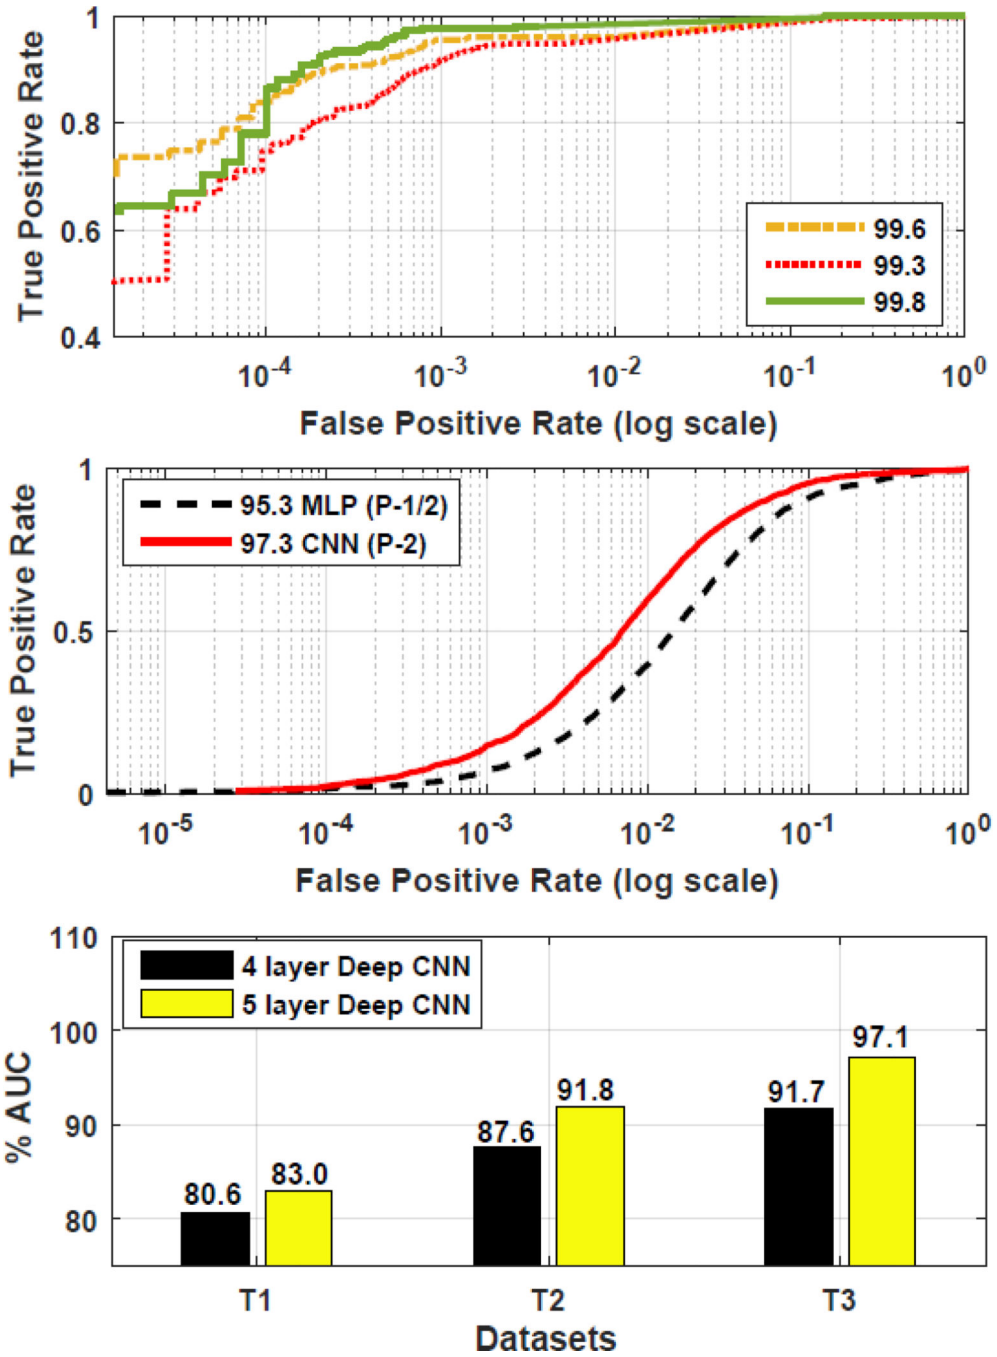 1
0.8
0.6
0.4
True Positive Rate
99.6
99.3
99.8
10-4 10-3 10-2 10-1 100
False Positive Rate (log scale)
1
0.5
0
True Positive Rate
95.3 MLP (P-1/2)
97.3 CNN (P-2)
10-5 10-4 10-3 10-2 10-1 100
False Positive Rate (log scale)
110
100
90
80
% AUC
4 layer Deep CNN
5 layer Deep CNN
80.6 83.0 87.6 91.8 91.7 97.1
T1 T2 T3
Datasets